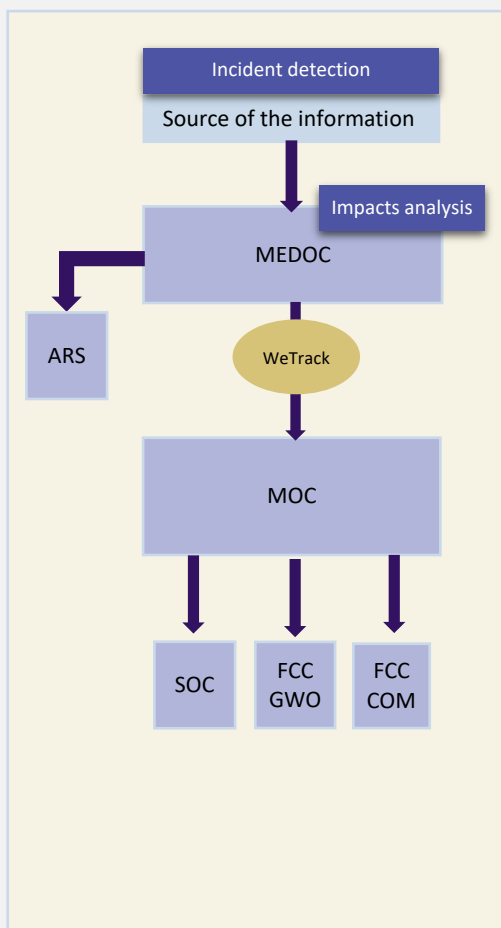 Incident detection
Source of the information
Impacts analysis
MEDOC
ARS
WeTrack
MOC
SOC
FCC
GWO
FCC
COM